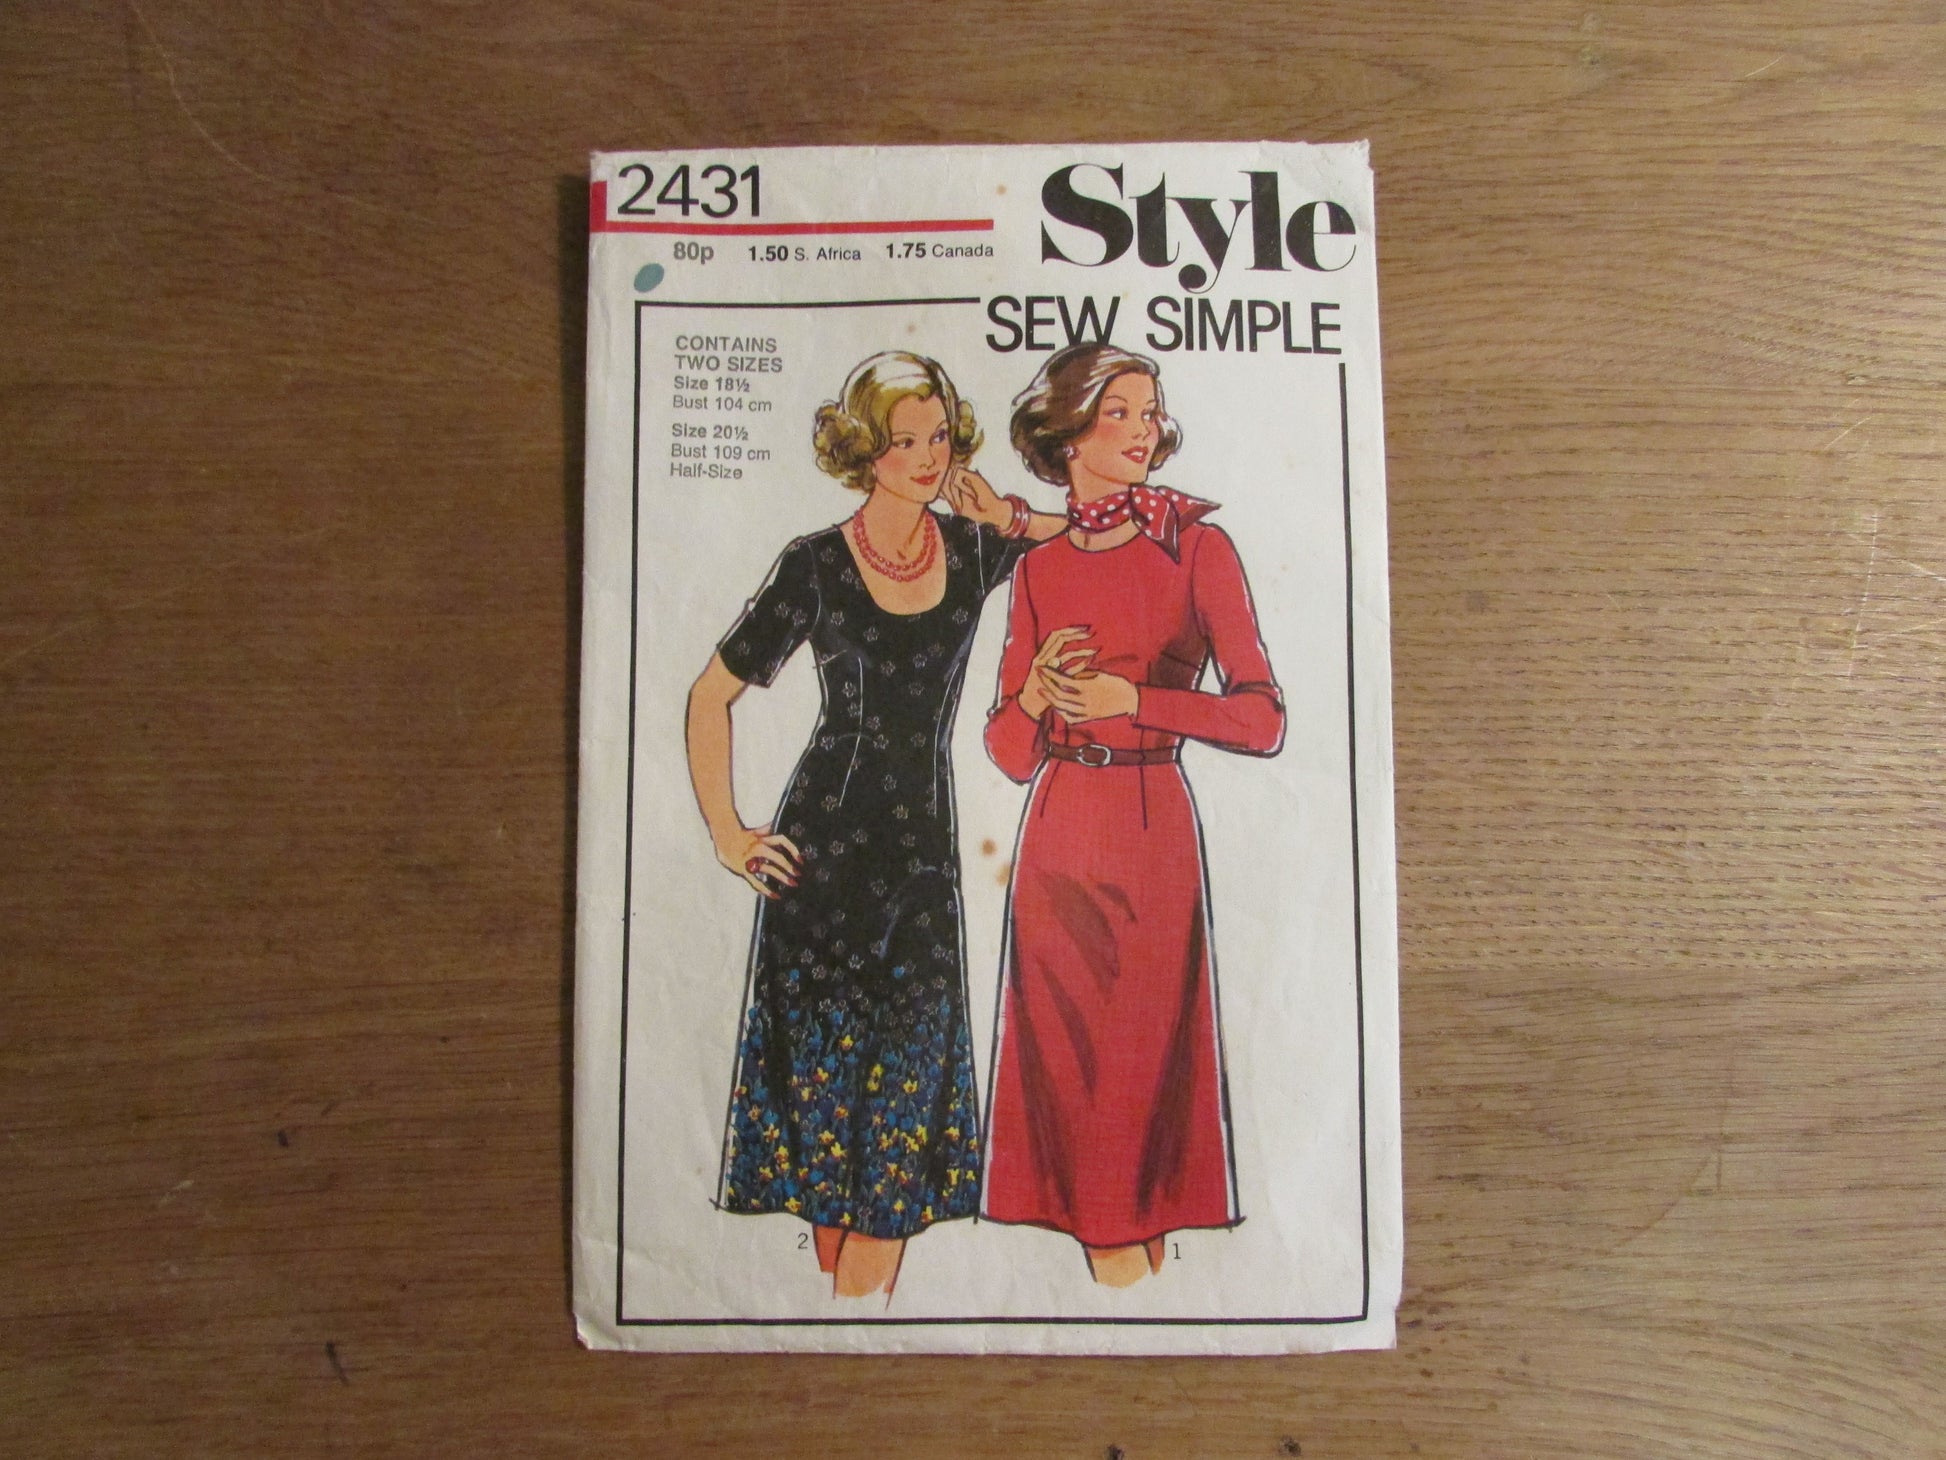 2431
Style
80p 1.50 S. Africa 1.75 Canada
SEW SIMPLE
CONTAINS
TWO SIZES
Size 18½
Bust 104 cm
Size 20½
Bust 109 cm
Half-Size
2
1